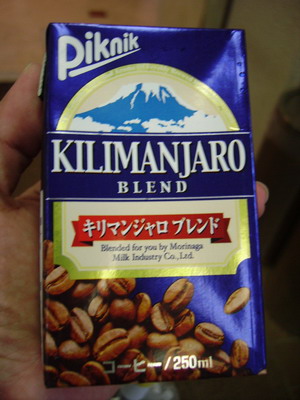 Piknik
KILIMANJARO
BLEND
キリマンジャロ ブレンド
Blended for you by Morinaga
Milk Industry Co.,Ltd.
コーヒー/250ml